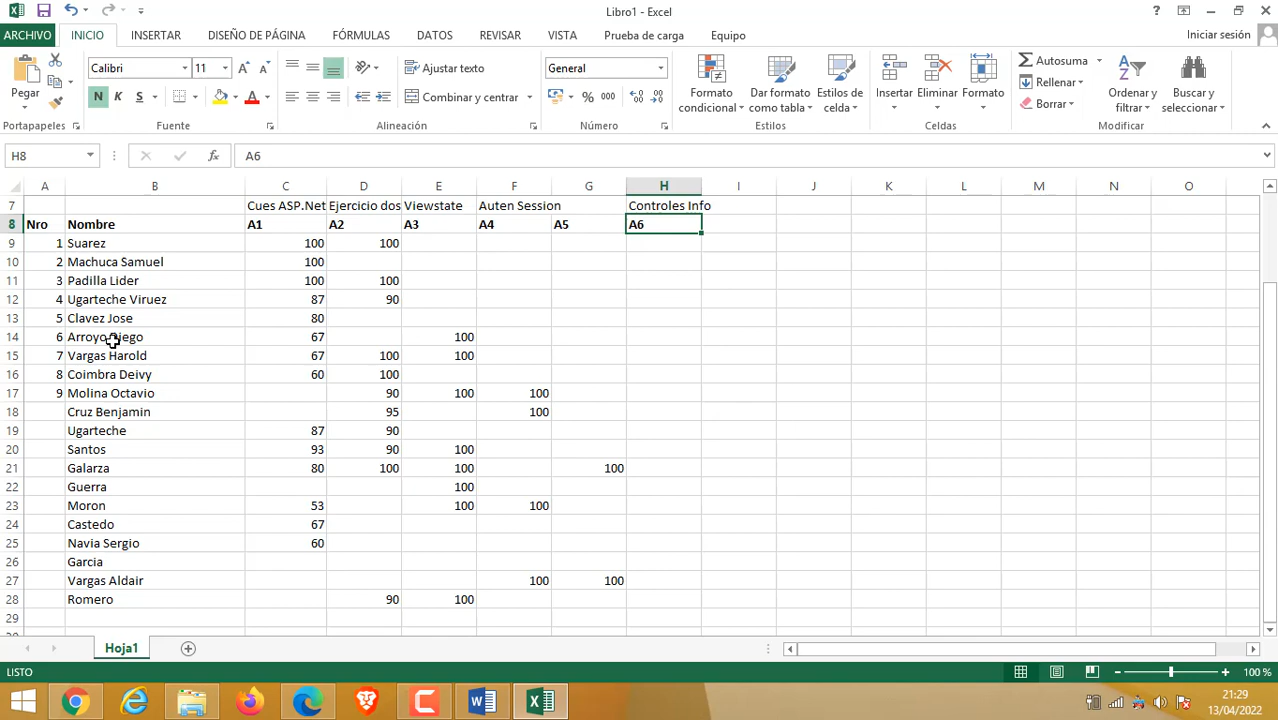 Libro1 - Excel
ARCHIVO INICIO INSERTAR DISEÑO DE PÁGINA FÓRMULAS DATOS REVISAR VISTA Prueba de carga Equipo Iniciar sesión
Pegar
Calibri 11
N K S
Ajustar texto
Combinar y centrar
General
% 000
Formato condicional
Dar formato como tabla
Estilos de celda
Insertar Eliminar Formato
Autosuma
Rellenar
Borrar
Ordenar y filtrar
Buscar y seleccionar
Portapapeles Fuente Alineación Número Estilos Celdas Modificar
H8 fx A6
A B C D E F G H I J K L M N O
7 Cues ASP.Net Ejercicio dos Viewstate Auten Session Controles Info
8 Nro Nombre A1 A2 A3 A4 A5 A6
9 1 Suarez 100 100
10 2 Machuca Samuel 100
11 3 Padilla Lider 100 100
12 4 Ugarteche Viruez 87 90
13 5 Clavez Jose 80
14 6 Arroyo Diego 67 100
15 7 Vargas Harold 67 100 100
16 8 Coimbra Deivy 60 100
17 9 Molina Octavio 90 100 100
18 Cruz Benjamin 95 100
19 Ugarteche 87 90
20 Santos 93 90 100
21 Galarza 80 100 100 100
22 Guerra 100
23 Moron 53 100 100
24 Castedo 67
25 Navia Sergio 60
26 Garcia
27 Vargas Aldair 100 100
28 Romero 90 100
29
Hoja1
LISTO 100 %
21:29
13/04/2022